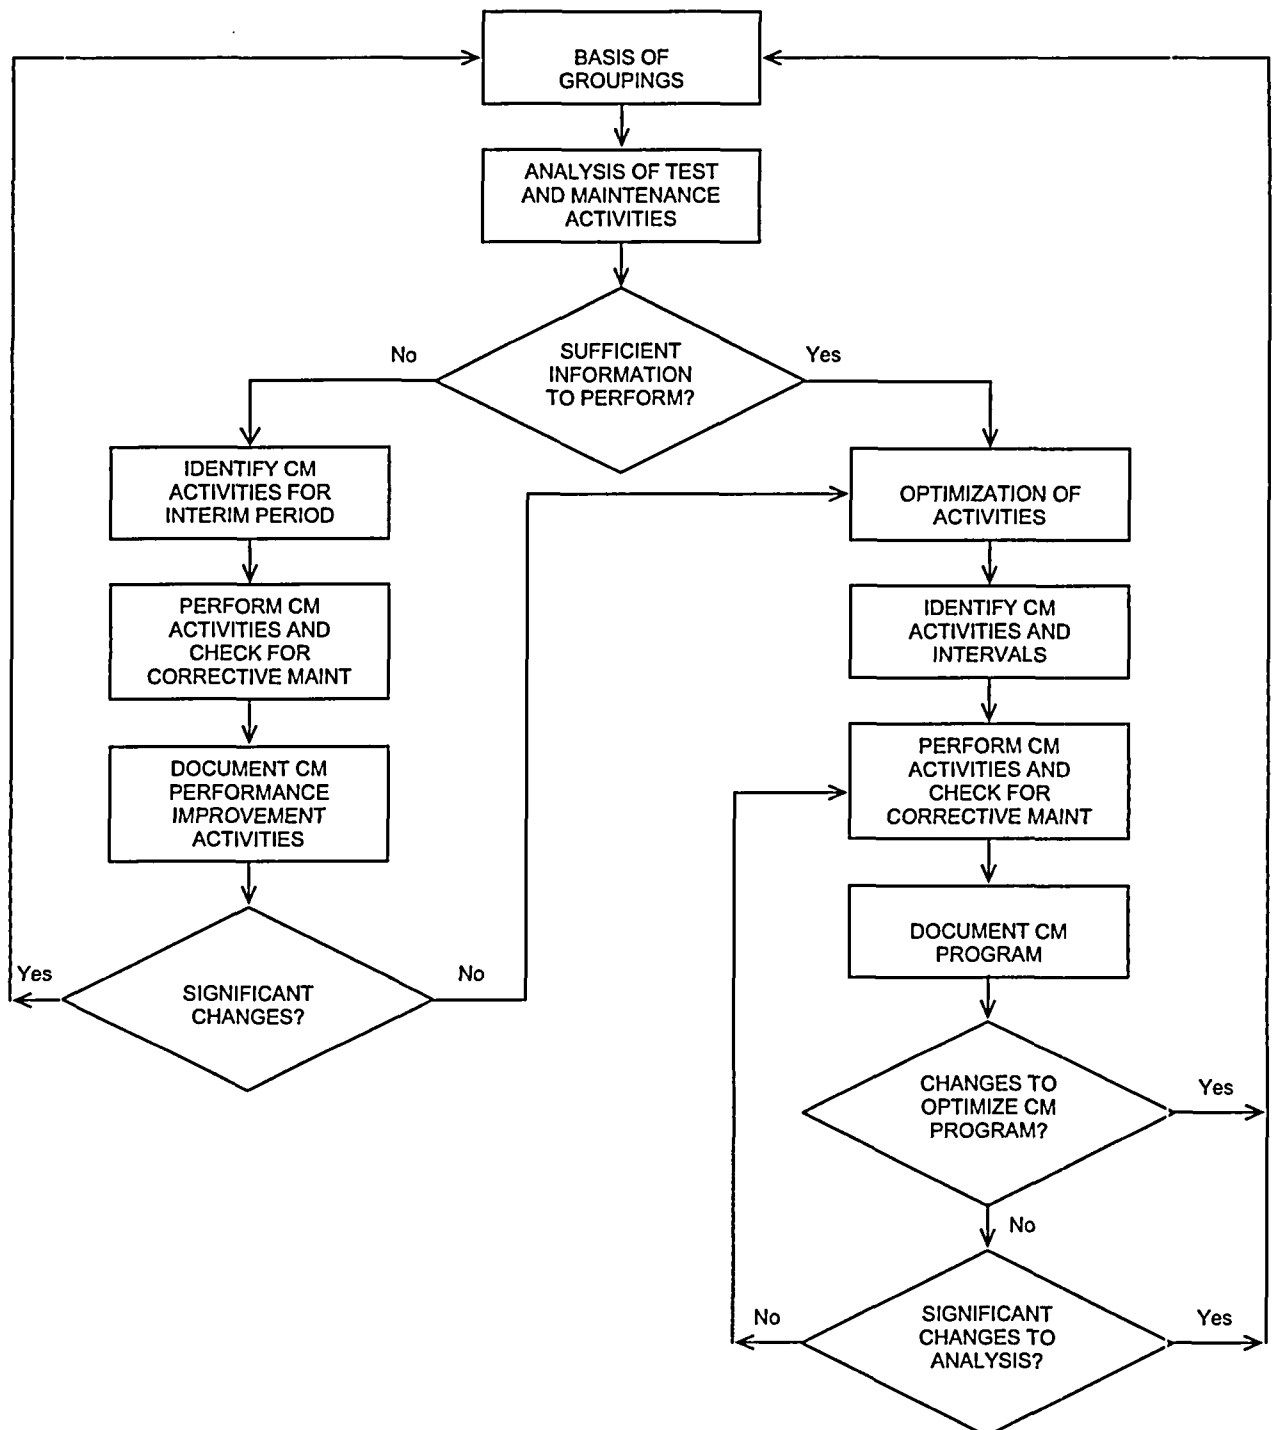 BASIS OF
GROUPINGS
ANALYSIS OF TEST
AND MAINTENANCE
ACTIVITIES
SUFFICIENT
INFORMATION
TO PERFORM?
No
Yes
IDENTIFY CM
ACTIVITIES FOR
INTERIM PERIOD
PERFORM CM
ACTIVITIES AND
CHECK FOR
CORRECTIVE MAINT
DOCUMENT CM
PERFORMANCE
IMPROVEMENT
ACTIVITIES
SIGNIFICANT
CHANGES?
Yes
No
OPTIMIZATION OF
ACTIVITIES
IDENTIFY CM
ACTIVITIES AND
INTERVALS
PERFORM CM
ACTIVITIES AND
CHECK FOR
CORRECTIVE MAINT
DOCUMENT CM
PROGRAM
CHANGES TO
OPTIMIZE CM
PROGRAM?
Yes
No
SIGNIFICANT
CHANGES TO
ANALYSIS?
No
Yes